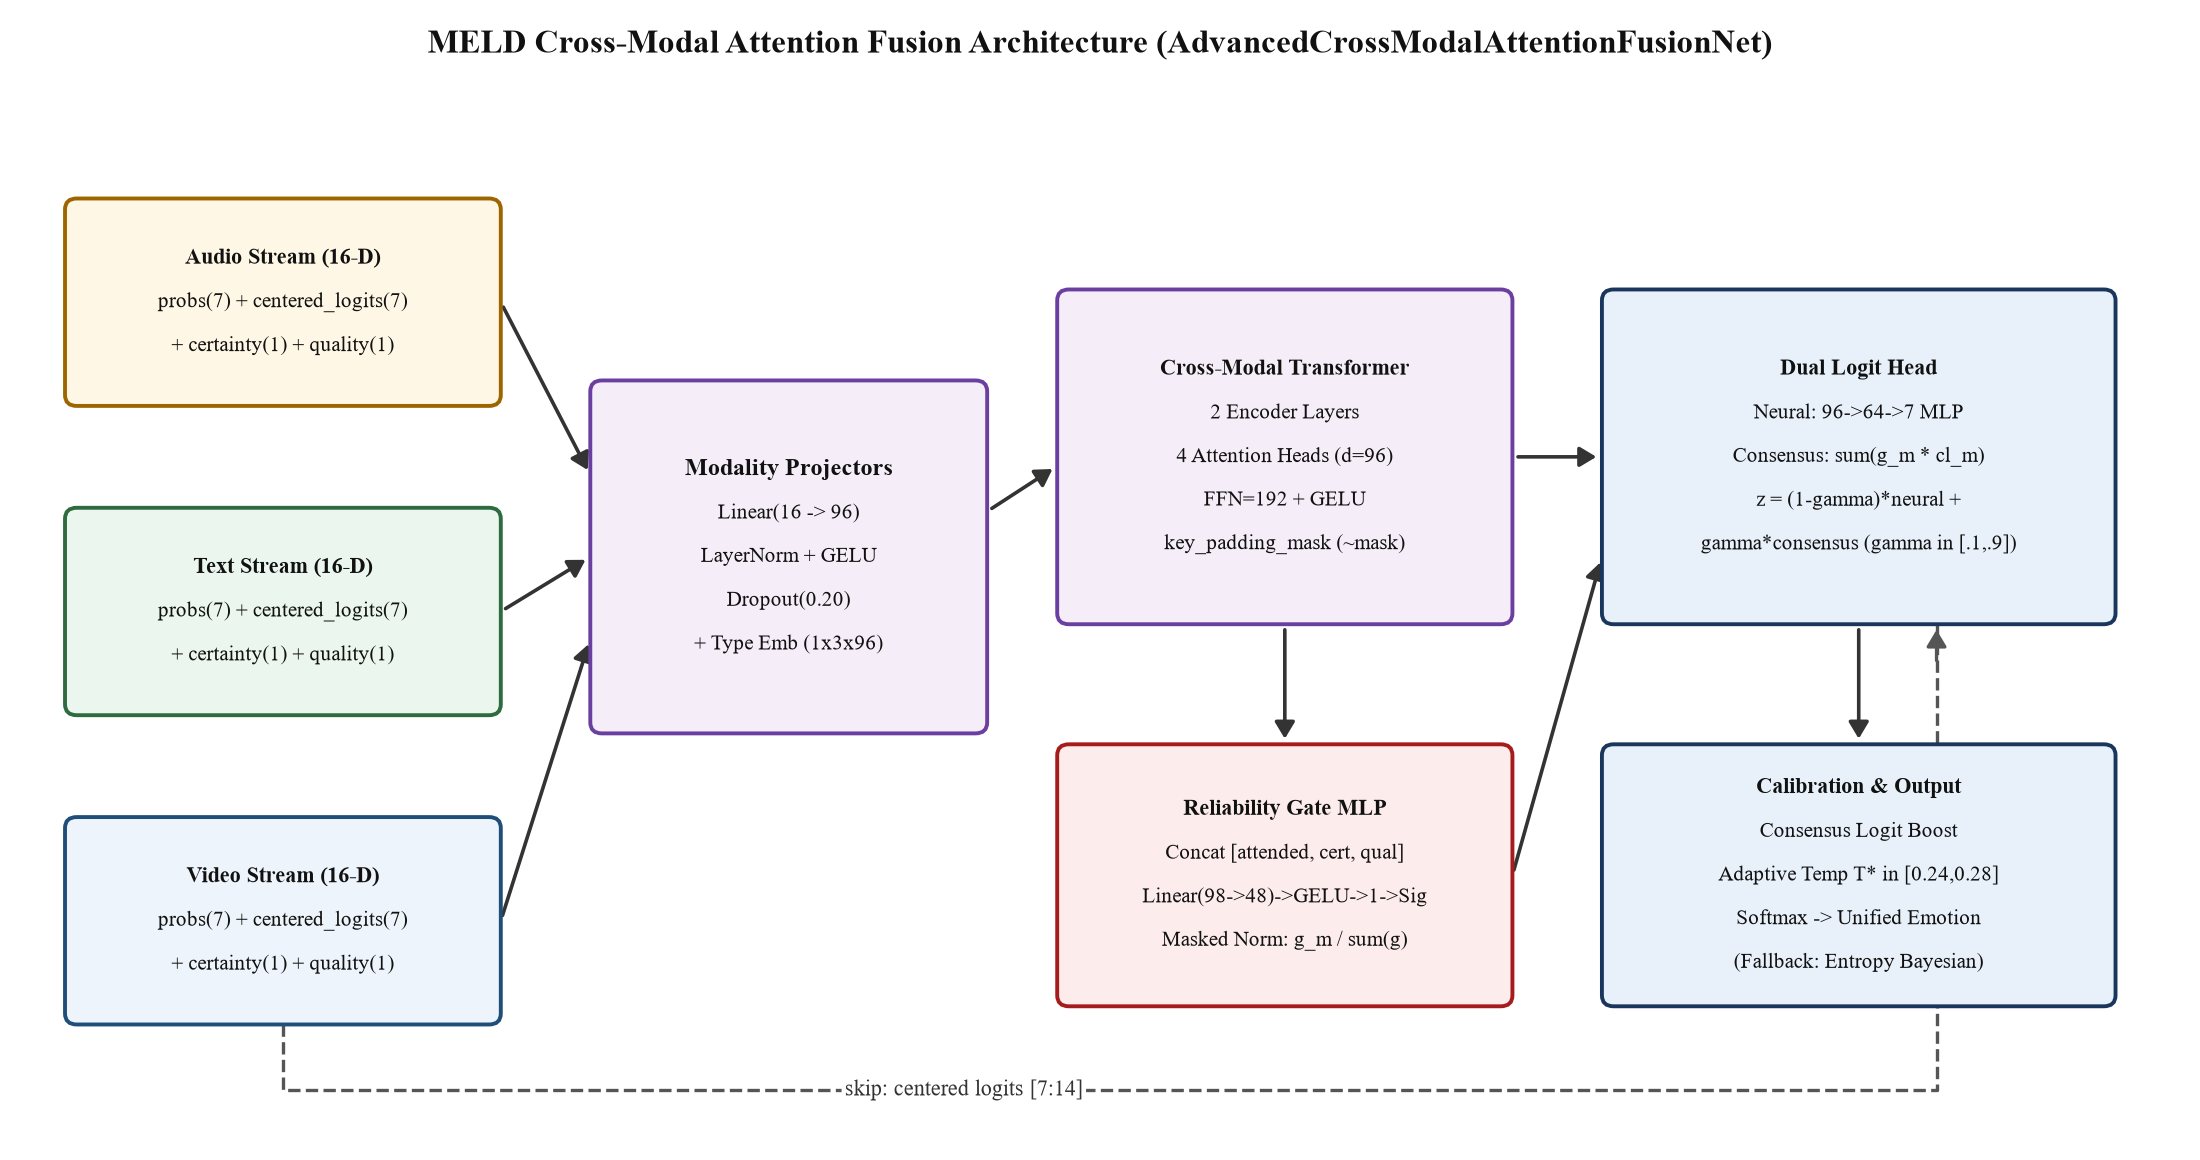 MELD Cross-Modal Attention Fusion Architecture (AdvancedCrossModalAttentionFusionNet)
Audio Stream (16-D)
probs(7) + centered_logits(7)
+ certainty(1) + quality(1)
Text Stream (16-D)
probs(7) + centered_logits(7)
+ certainty(1) + quality(1)
Video Stream (16-D)
probs(7) + centered_logits(7)
+ certainty(1) + quality(1)
Modality Projectors
Linear(16 -> 96)
LayerNorm + GELU
Dropout(0.20)
+ Type Emb (1x3x96)
Cross-Modal Transformer
2 Encoder Layers
4 Attention Heads (d=96)
FFN=192 + GELU
key_padding_mask (~mask)
Reliability Gate MLP
Concat [attended, cert, qual]
Linear(98->48)->GELU->1->Sig
Masked Norm: g_m / sum(g)
Dual Logit Head
Neural: 96->64->7 MLP
Consensus: sum(g_m * cl_m)
z = (1-gamma)*neural +
gamma*consensus (gamma in [.1,.9])
Calibration & Output
Consensus Logit Boost
Adaptive Temp T* in [0.24,0.28]
Softmax -> Unified Emotion
(Fallback: Entropy Bayesian)
skip: centered logits [7:14]